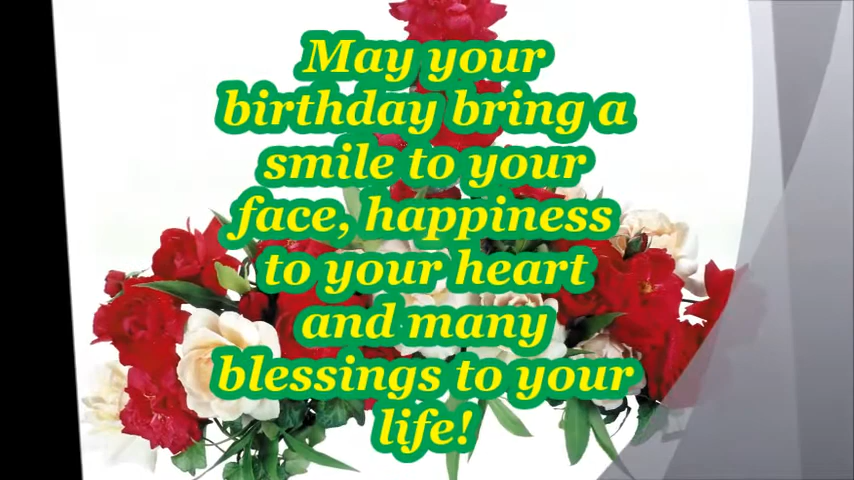 May your
birthday bring a
smile to your
face, happiness
to your heart
and many
blessings to your
life!